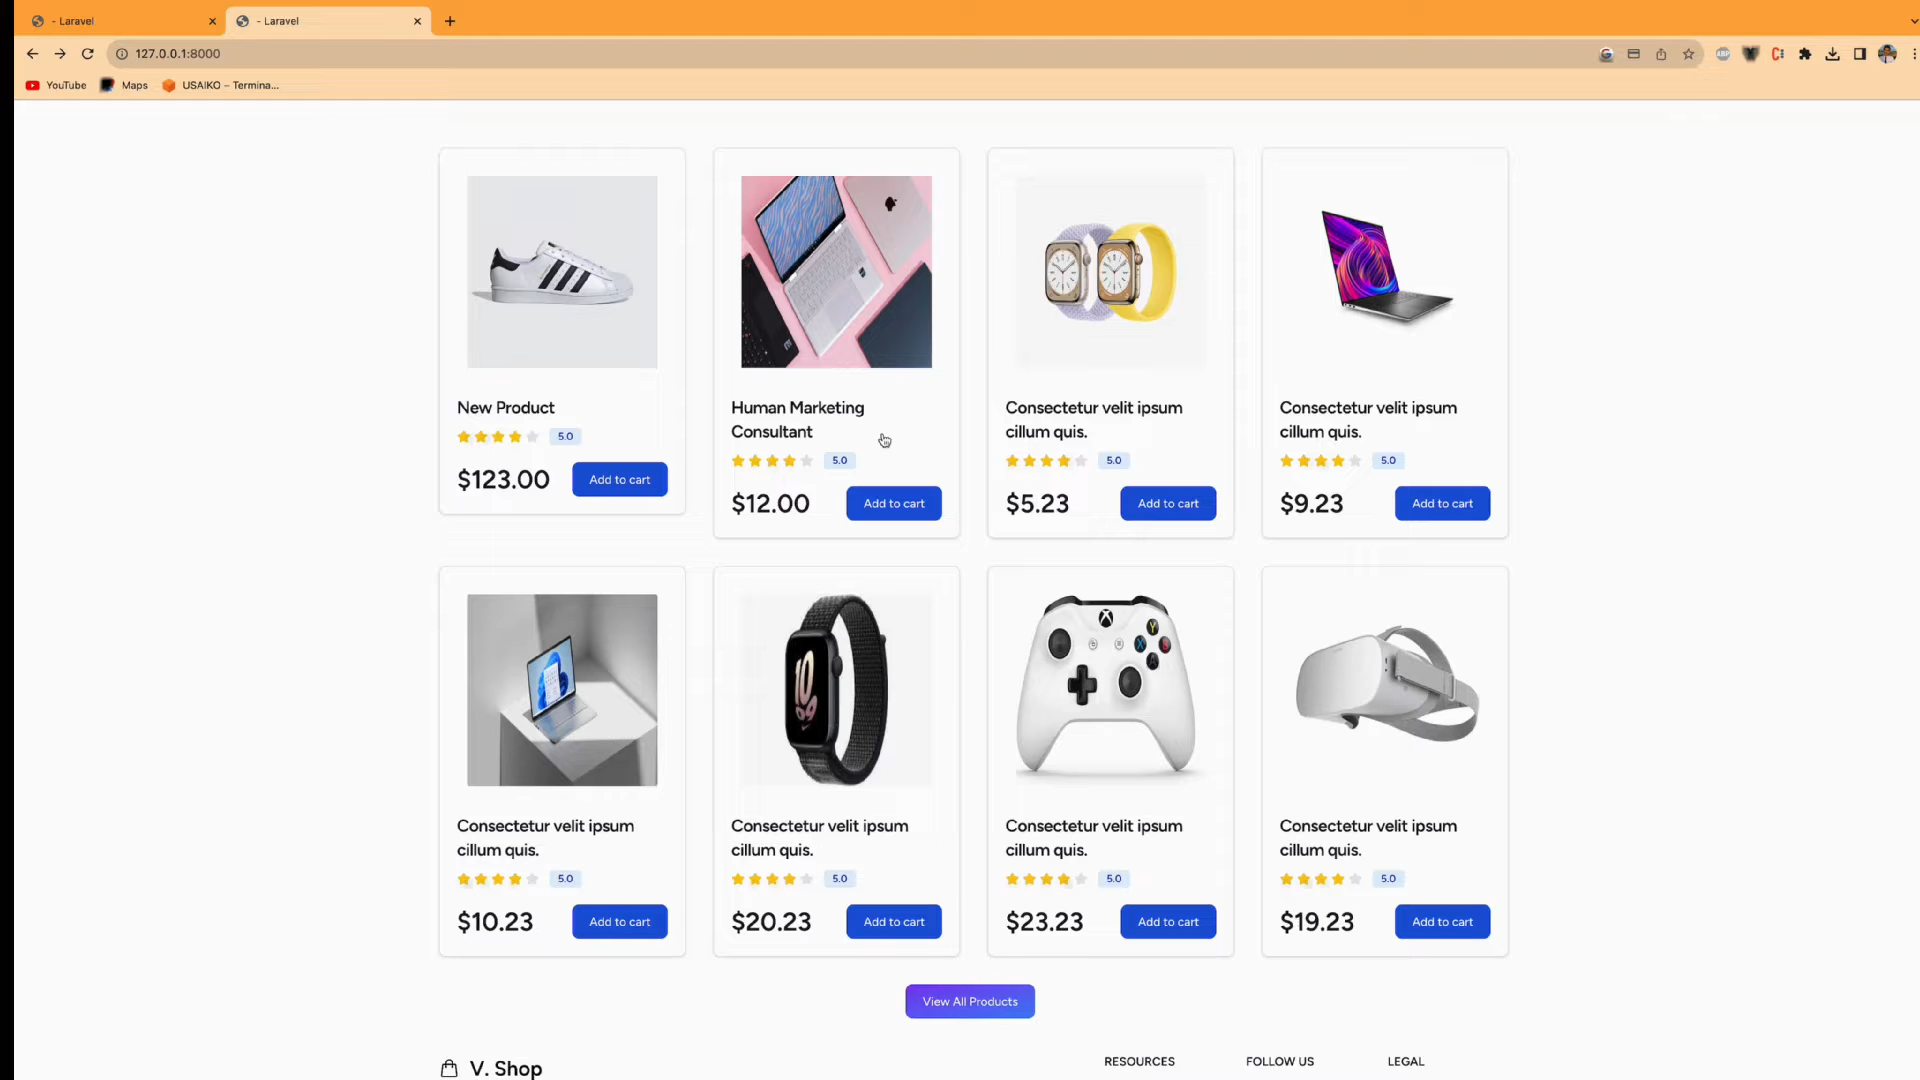 - Laravel
- Laravel
127.0.0.1:8000
ABP
YouTube
Maps
USAIKO – Termina...
New Product
5.0
$123.00
Add to cart
Human Marketing
Consultant
5.0
$12.00
Add to cart
Consectetur velit ipsum
cillum quis.
5.0
$5.23
Add to cart
Consectetur velit ipsum
cillum quis.
5.0
$9.23
Add to cart
Consectetur velit ipsum
cillum quis.
5.0
$10.23
Add to cart
10
09
Consectetur velit ipsum
cillum quis.
5.0
$20.23
Add to cart
Y
X
B
A
Consectetur velit ipsum
cillum quis.
5.0
$23.23
Add to cart
Consectetur velit ipsum
cillum quis.
5.0
$19.23
Add to cart
View All Products
V. Shop
RESOURCES
FOLLOW US
LEGAL